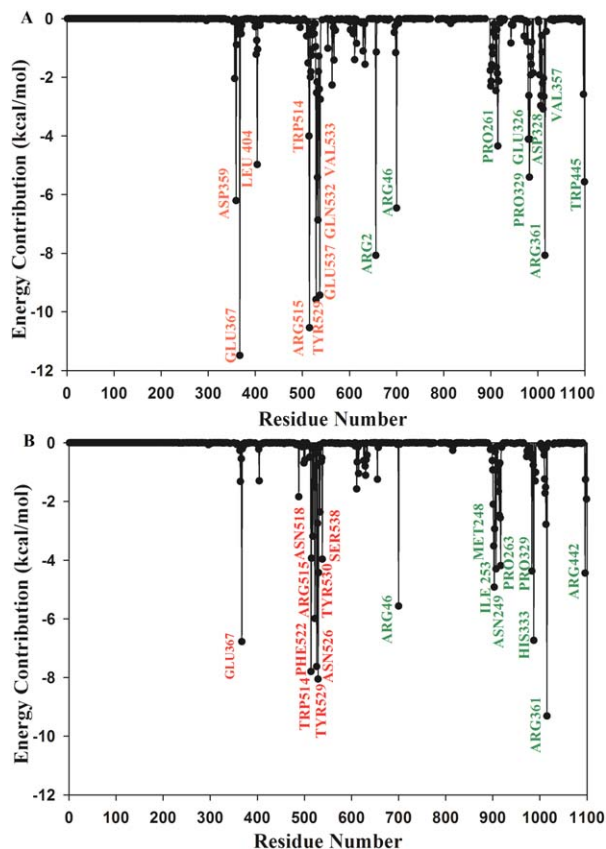 A
0
-2
-4
-6
-8
-10
-12
Energy Contribution (kcal/mol)
ASP359
GLU367
LEU 404
TRP514
ARG515
TYR529
GLU537
GLN532
VAL533
ARG2
ARG46
PRO261
PRO329
GLU326
ASP328
ARG361
VAL357
TRP445
0 100 200 300 400 500 600 700 800 900 1000 1100
Residue Number
B
0
-2
-4
-6
-8
-10
-12
Energy Contribution (kcal/mol)
GLU367
ASN518
ARG515
PHE522
TRP514
TYR529
ASN526
TYR530
SER538
ARG46
MET248
ILE 253
ASN249
PRO263
PRO329
HIS333
ARG361
ARG442
0 100 200 300 400 500 600 700 800 900 1000 1100
Residue Number